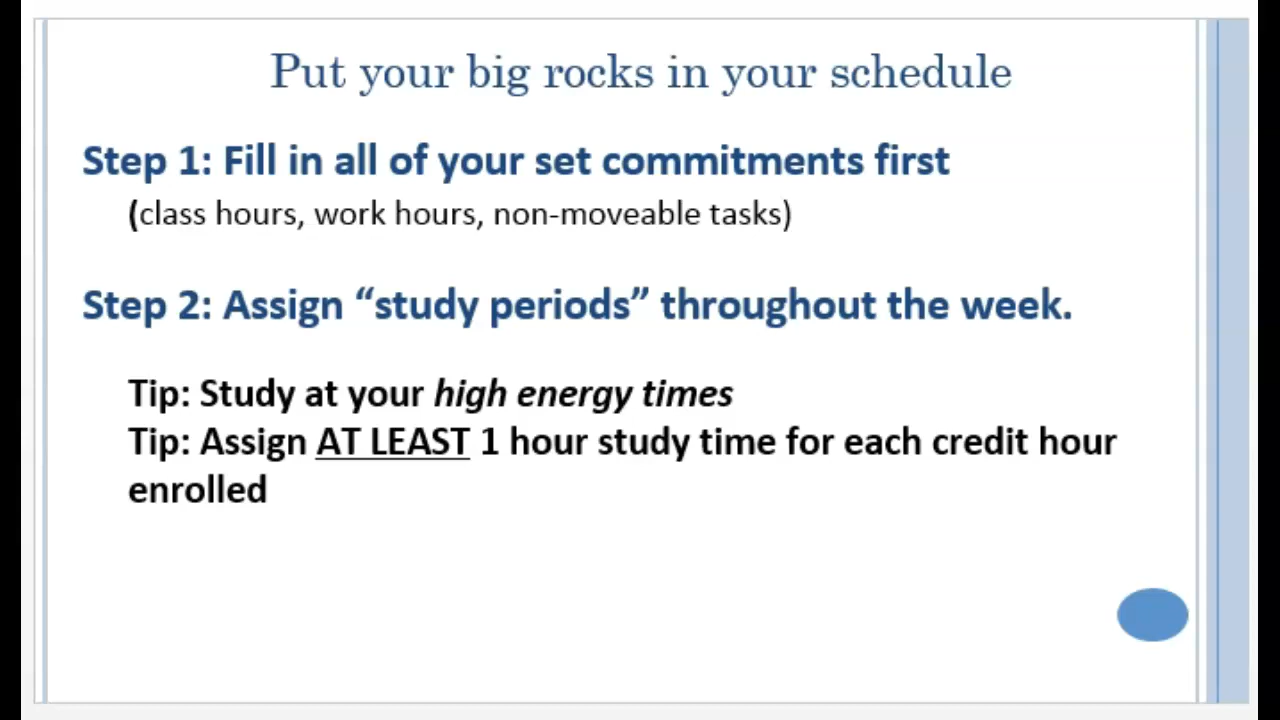 Put your big rocks in your schedule
Step 1: Fill in all of your set commitments first
(class hours, work hours, non-moveable tasks)
Step 2: Assign “study periods” throughout the week.
Tip: Study at your high energy times
Tip: Assign AT LEAST 1 hour study time for each credit hour
enrolled